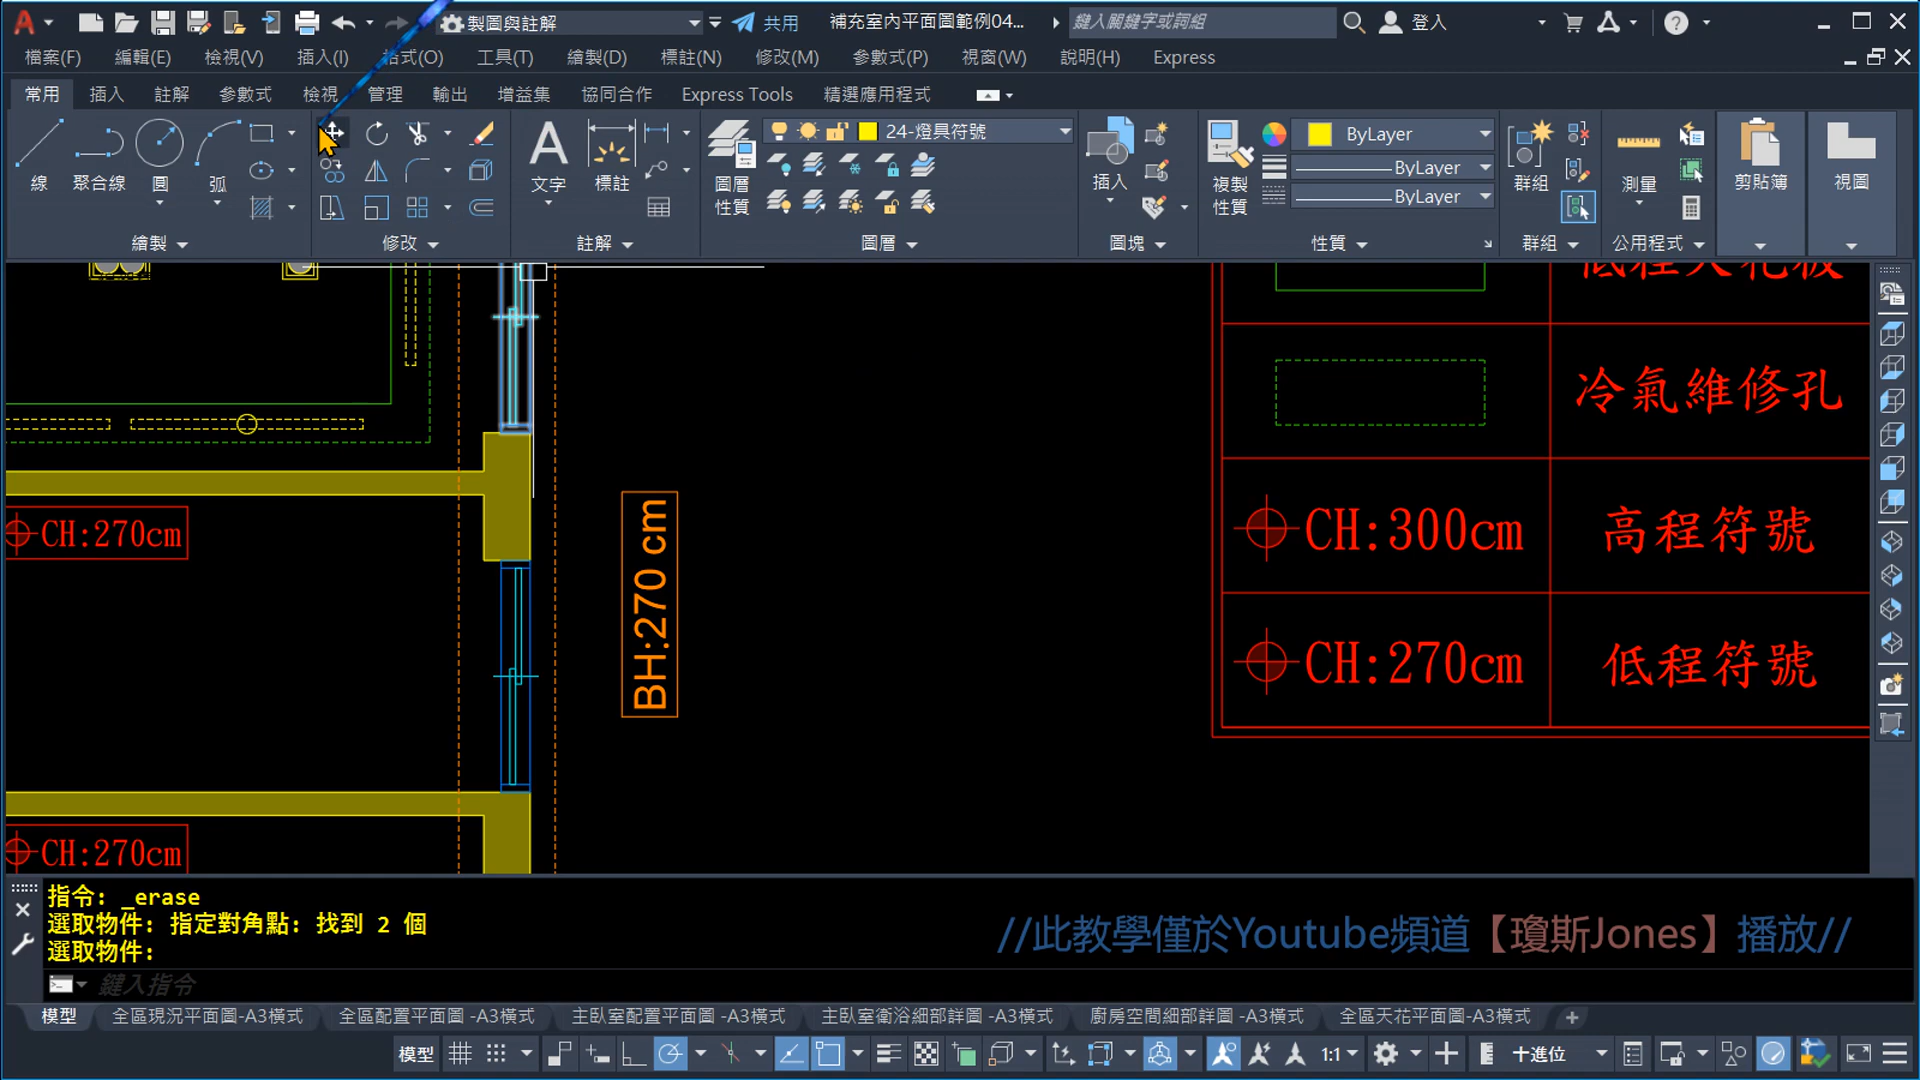 製圖與註解
共用
補充室內平面圖範例04...
鍵入關鍵字或詞組
登入
檔案(F)
編輯(E)
檢視(V)
插入(I)
格式(O)
工具(T)
繪製(D)
標註(N)
修改(M)
參數式(P)
視窗(W)
說明(H)
Express
常用
插入
註解
參數式
檢視
管理
輸出
增益集
協同合作
Express Tools
精選應用程式
線
聚合線
圓
弧
繪製
修改
文字
標註
註解
圖層
性質
24-燈具符號
圖層
插入
圖塊
複製
性質
ByLayer
ByLayer
ByLayer
性質
群組
群組
測量
公用程式
剪貼簿
視圖
低程天花板
冷氣維修孔
CH:300cm
高程符號
CH:270cm
低程符號
CH:270cm
BH:270 cm
CH:270cm
指令: _erase
選取物件: 指定對角點: 找到 2 個
選取物件:
鍵入指令
//此教學僅於Youtube頻道【瓊斯Jones】播放//
模型
全區現況平面圖-A3橫式
全區配置平面圖 -A3橫式
主臥室配置平面圖 -A3橫式
主臥室衛浴細部詳圖 -A3橫式
廚房空間細部詳圖 -A3橫式
全區天花平面圖-A3橫式
模型
1:1
十進位